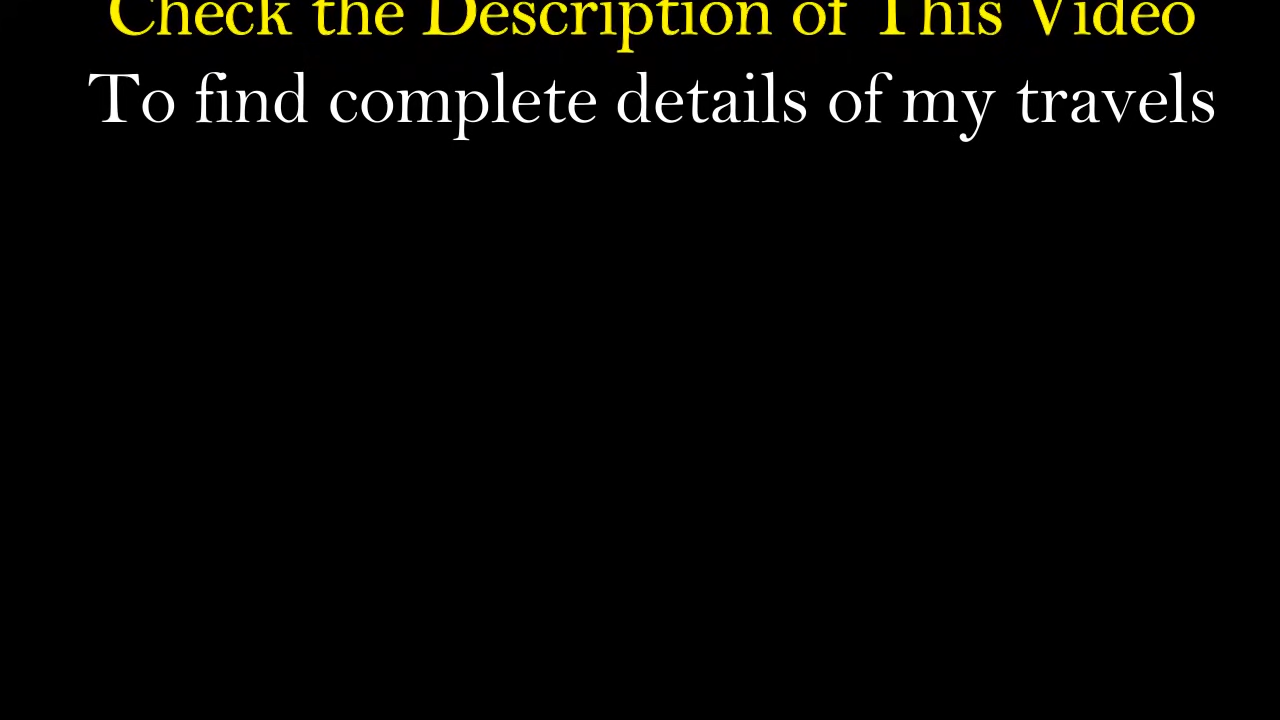 Check the Description of This Video
To find complete details of my travels